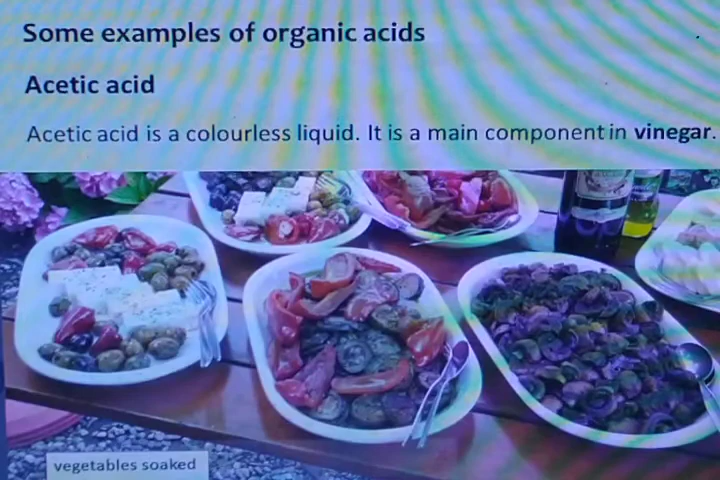 Some examples of organic acids
Acetic acid
Acetic acid is a colourless liquid. It is a main component in vinegar.
vegetables soaked